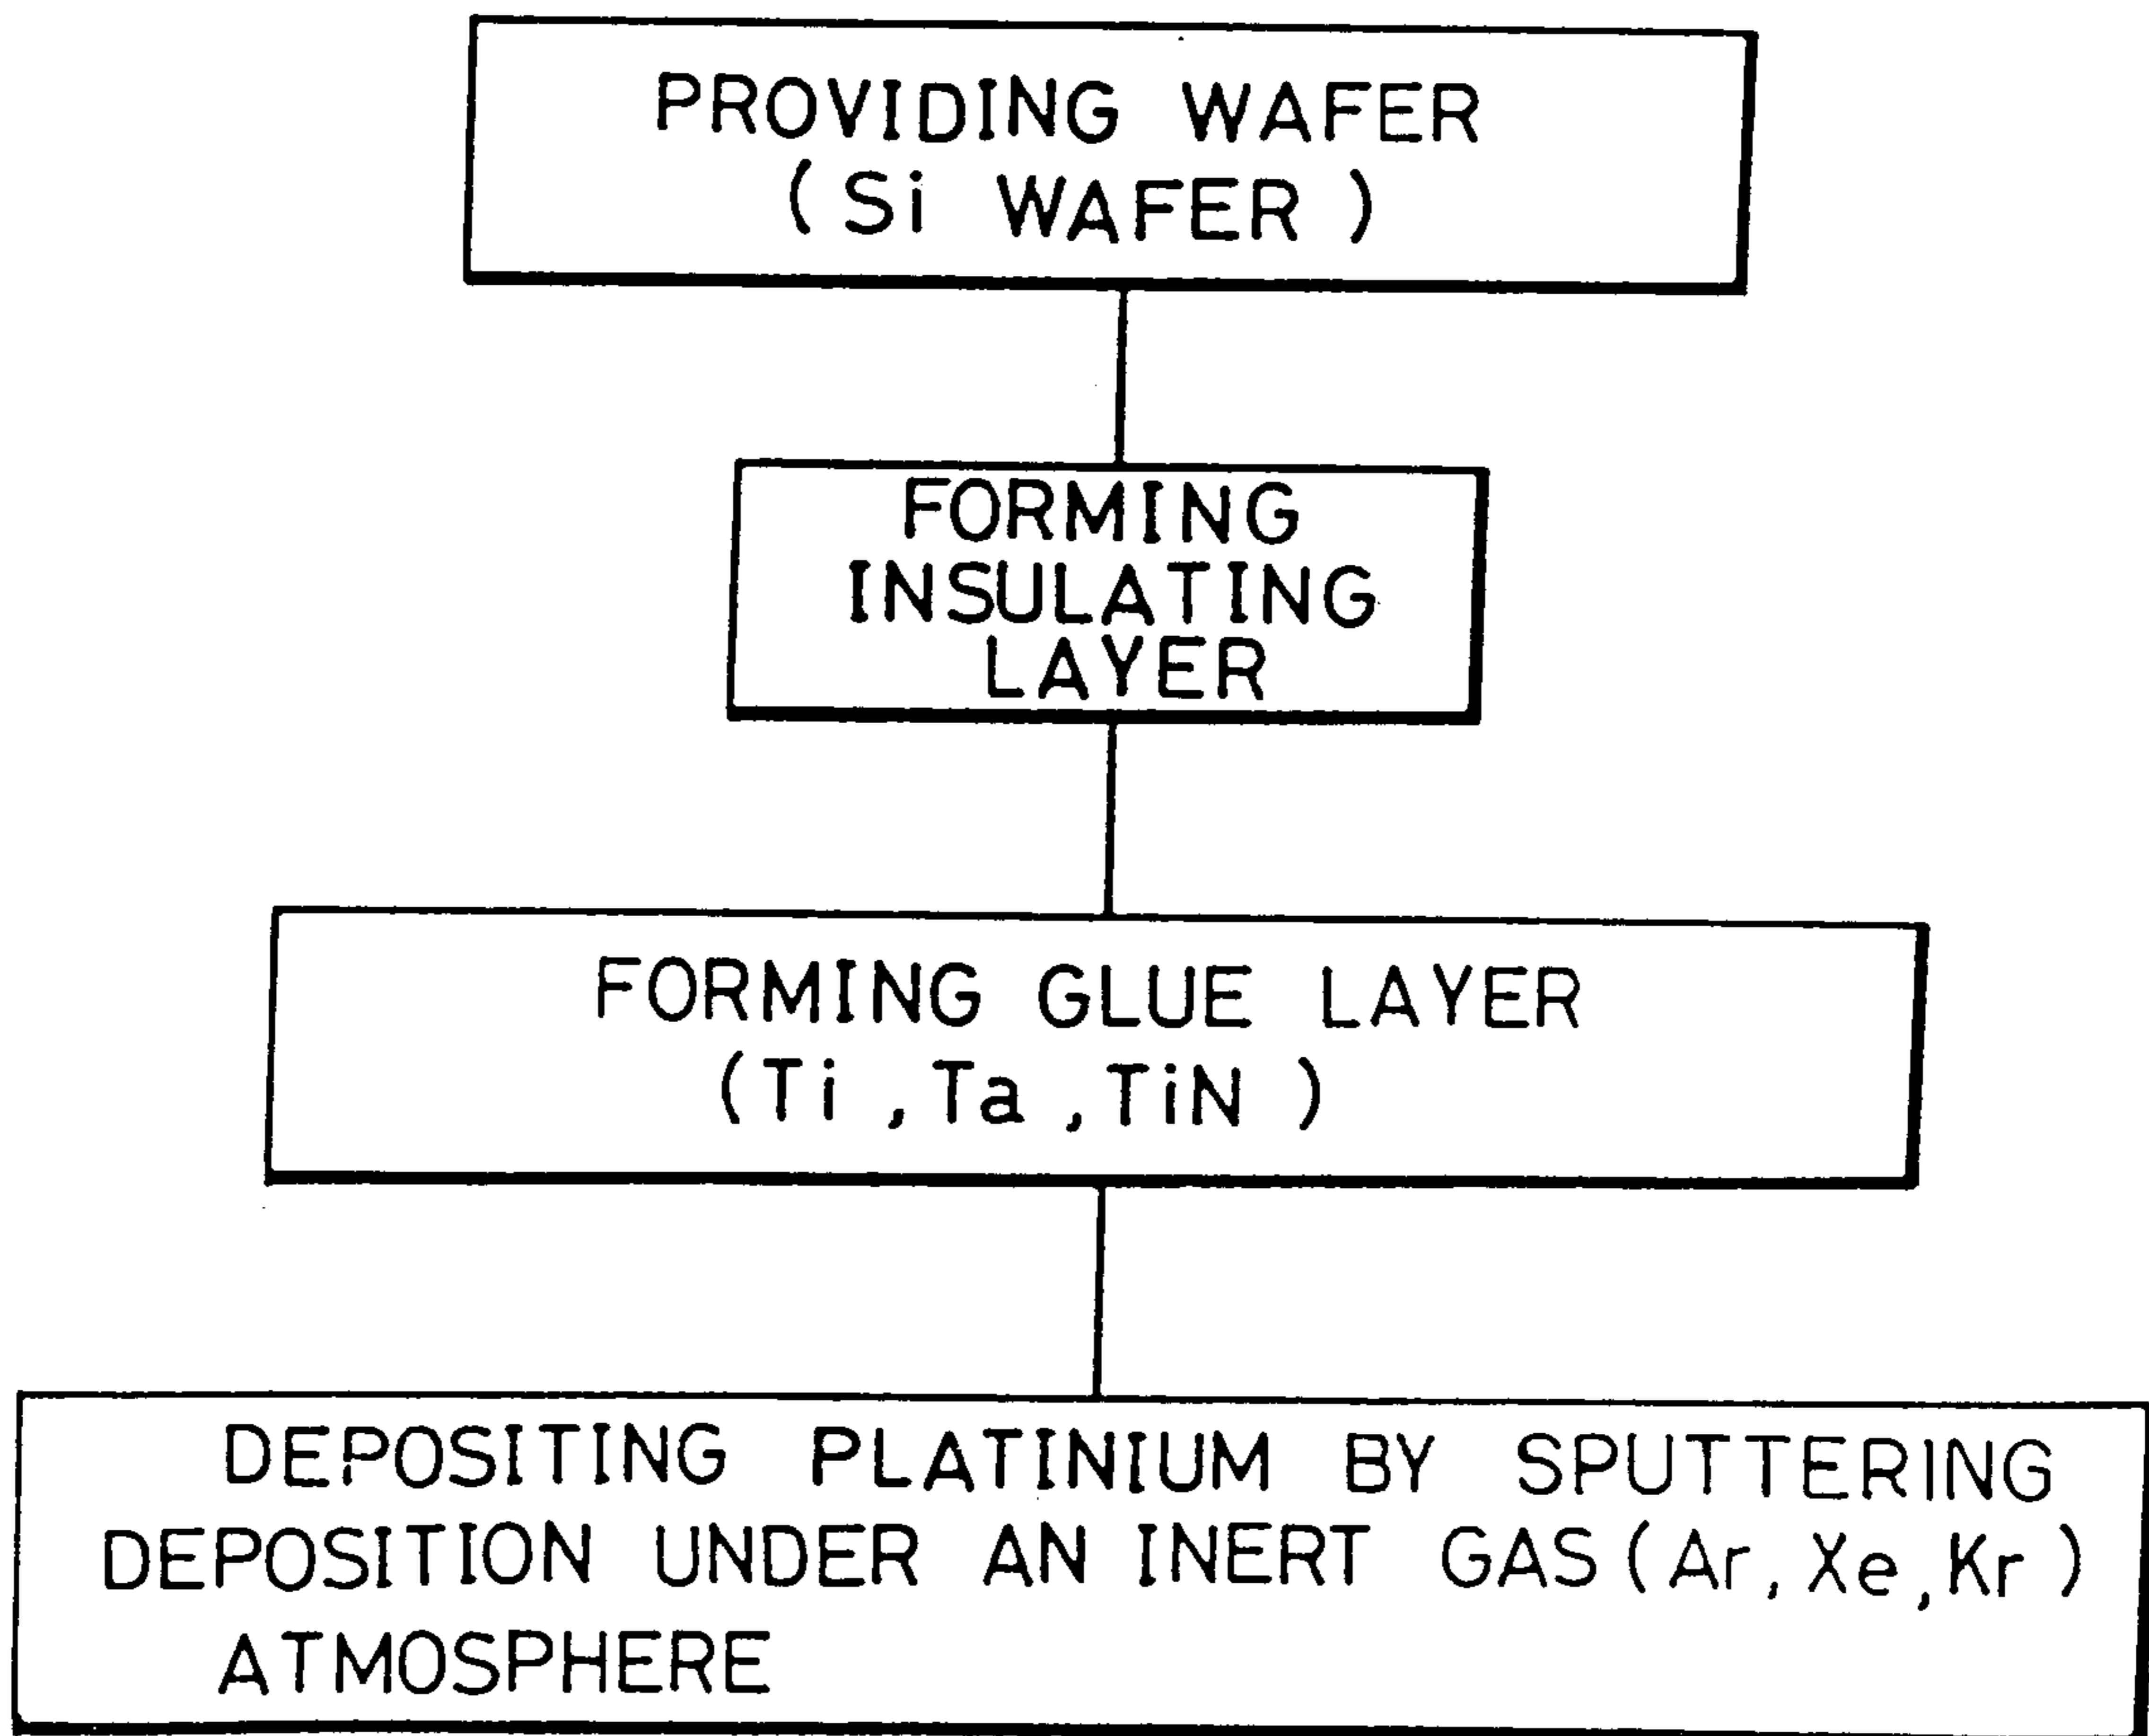 PROVIDING WAFER
( Si WAFER )
FORMING
INSULATING
LAYER
FORMING GLUE LAYER
(Ti ,Ta ,TiN )
DEPOSITING PLATINIUM BY SPUTTERING
DEPOSITION UNDER AN INERT GAS (Ar, Xe, Kr)
ATMOSPHERE